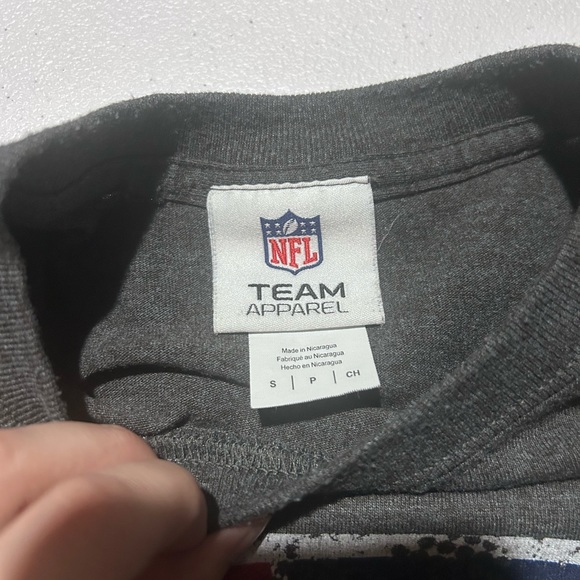 NFL
TEAM
APPAREL
Made in Nicaragua
Fabriqué au Nicaragua
Hecho en Nicaragua
S | P | CH